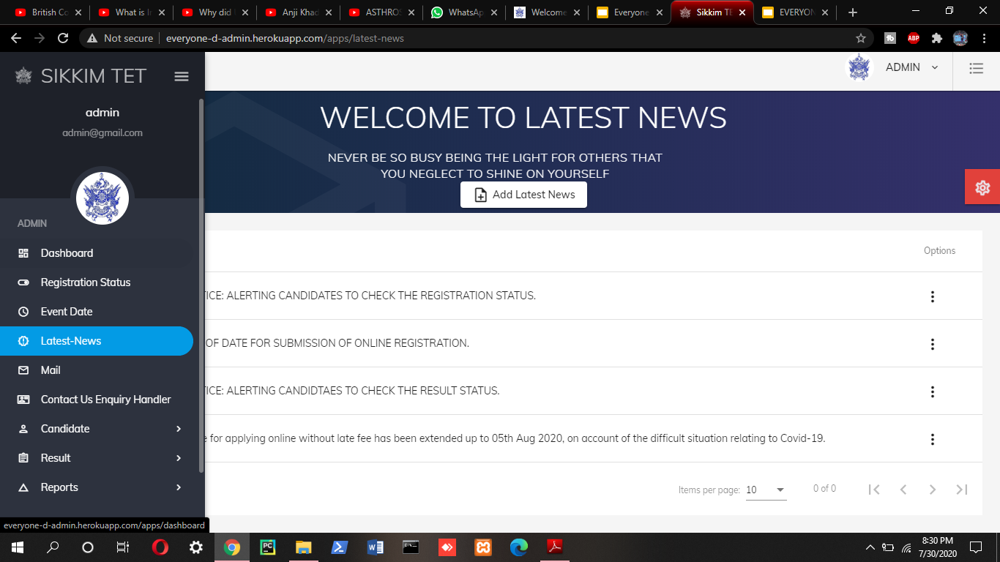 British Co
What is I
Why did
Anji Khad
ASTHROS
WhatsAp
Welcome
Everyone
Sikkim TE
EVERYON
Not secure
everyone-d-admin.herokuapp.com/apps/latest-news
ABP
SIKKIM TET
ADMIN
admin
admin@gmail.com
WELCOME TO LATEST NEWS
NEVER BE SO BUSY BEING THE LIGHT FOR OTHERS THAT
YOU NEGLECT TO SHINE ON YOURSELF
Add Latest News
ADMIN
Dashboard
Registration Status
Event Date
Latest-News
Mail
Contact Us Enquiry Handler
Candidate
Result
Reports
Options
TICE: ALERTING CANDIDATES TO CHECK THE REGISTRATION STATUS.
OF DATE FOR SUBMISSION OF ONLINE REGISTRATION.
TICE: ALERTING CANDIDTAES TO CHECK THE RESULT STATUS.
e for applying online without late fee has been extended up to 05th Aug 2020, on account of the difficult situation relating to Covid-19.
Items per page: 10
0 of 0
everyone-d-admin.herokuapp.com/apps/dashboard
8:30 PM
7/30/2020